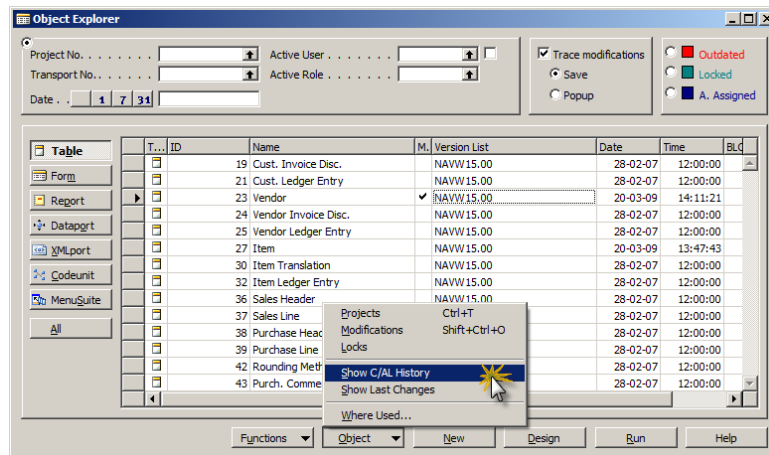 Object Explorer
Project No. . . . . . . Active User . . . . . . . Trace modifications Outdated
Transport No. . . . . . Active Role . . . . . . . Save Locked
Date . . 1 7 31 Popup A. Assigned
T... ID Name M. Version List Date Time
Table 19 Cust. Invoice Disc. NAVW15.00 28-02-07 12:00:00
Form 21 Cust. Ledger Entry NAVW15.00 28-02-07 12:00:00
Report 23 Vendor NAVW15.00 20-03-09 14:11:21
24 Vendor Invoice Disc. NAVW15.00 28-02-07 12:00:00
Dataport 25 Vendor Ledger Entry NAVW15.00 28-02-07 12:00:00
XMLport 27 Item NAVW15.00 20-03-09 13:47:43
30 Item Translation NAVW15.00 28-02-07 12:00:00
Codeunit 32 Item Ledger Entry NAVW15.00 28-02-07 12:00:00
MenuSuite 36 Sales Header NAVW15.00 28-02-07 12:00:00
37 Sales Line 28-02-07 12:00:00
All 38 Purchase Head 28-02-07 12:00:00
39 Purchase Line 28-02-07 12:00:00
42 Rounding Meth 28-02-07 12:00:00
43 Purch. Comme 28-02-07 12:00:00
Projects Ctrl+T
Modifications Shift+Ctrl+O
Locks
Show C/AL History
Show Last Changes
Where Used...
Functions Object New Design Run Help